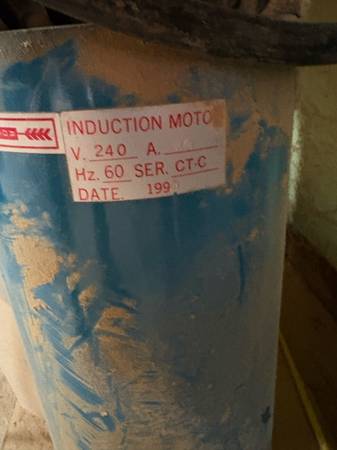 INDUCTION MOTO
V. 240 A.
Hz. 60 SER. CT-C
DATE. 199